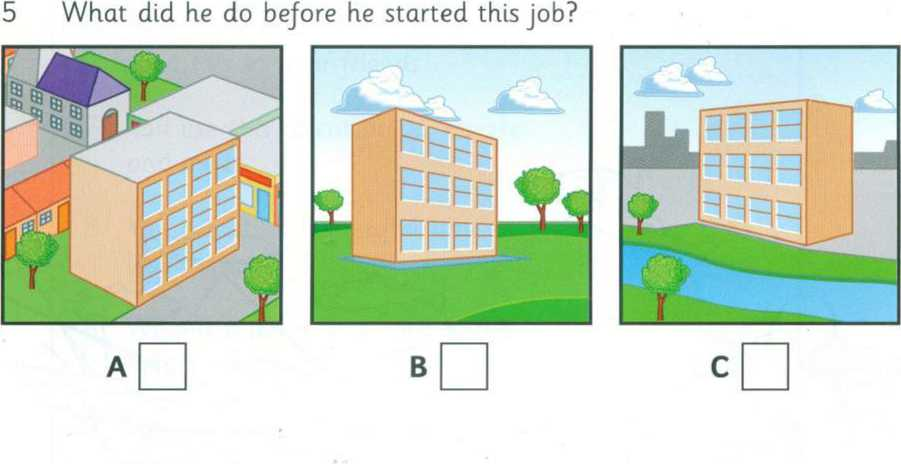 5 What did he do before he started this job?
A
B
C